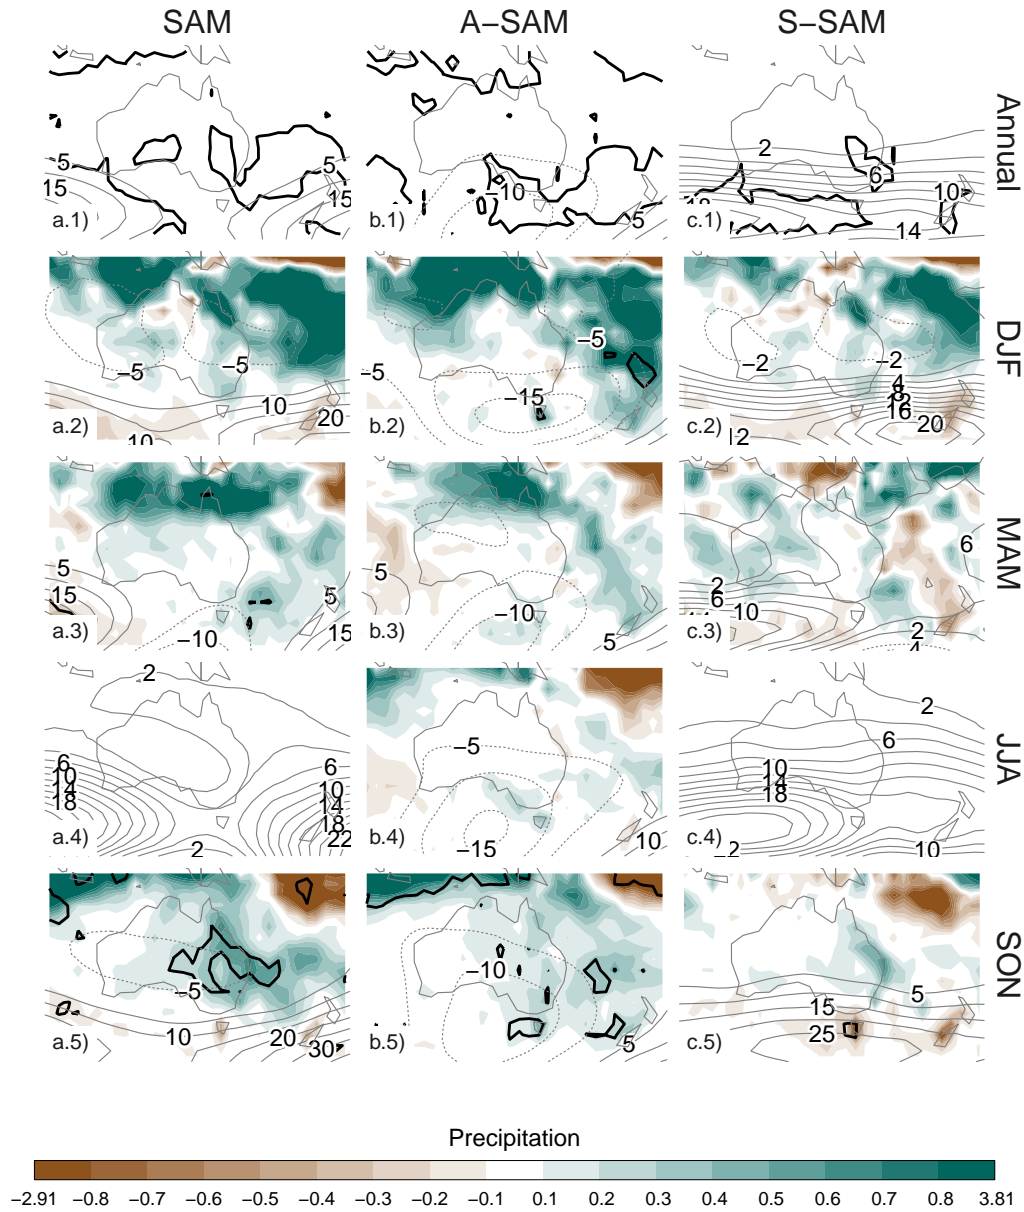 SAM A−SAM S−SAM
Annual
5 5 15 15 a.1)
−10 5 b.1)
2 6 10 14 c.1)
DJF
−5 −5 10 20 10 a.2)
−5 −5 −15 b.2)
−2 −2 4 8 12 16 20 12 c.2)
MAM
5 15 5 −10 15 a.3)
5 −10 5 b.3)
6 2 6 10 2 4 c.3)
JJA
2 6 10 14 18 6 10 14 18 22 2 a.4)
−5 −15 10 b.4)
2 6 10 14 18 10 c.4)
SON
−5 10 20 30 a.5)
−10 5 b.5)
5 15 25 c.5)
Precipitation
−2.91 −0.8 −0.7 −0.6 −0.5 −0.4 −0.3 −0.2 −0.1 0.1 0.2 0.3 0.4 0.5 0.6 0.7 0.8 3.81